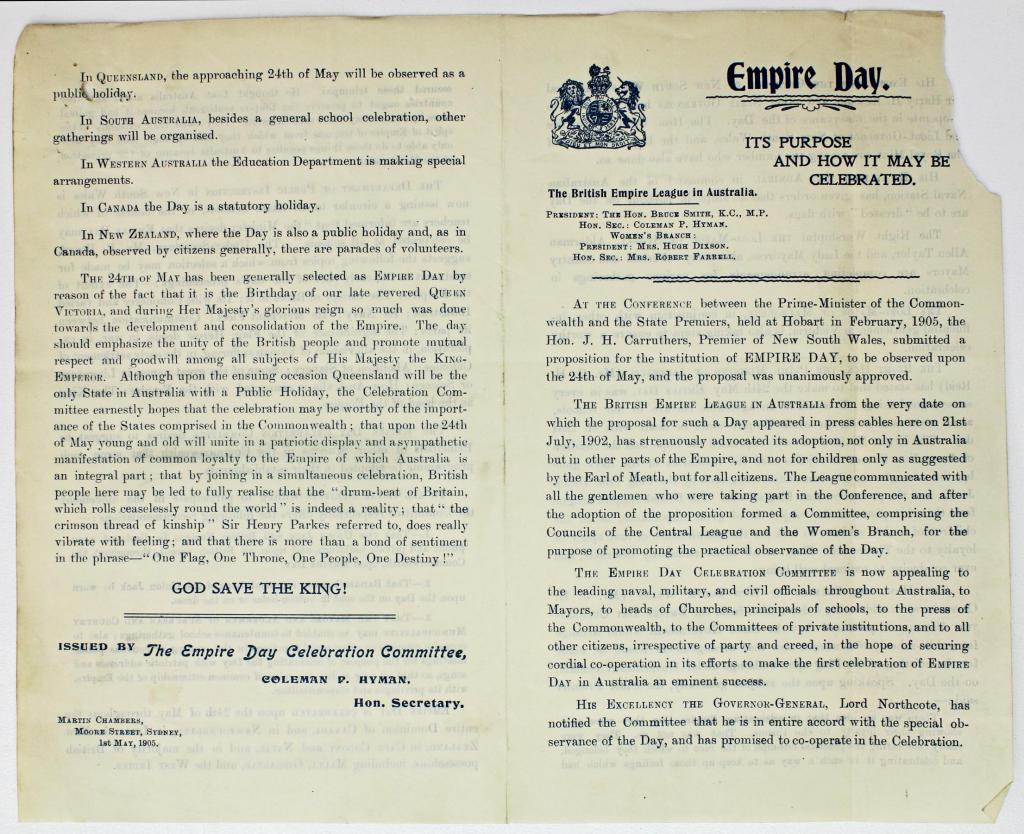 In Queensland, the approaching 24th of May will be observed as a
public holiday.
In South Australia, besides a general school celebration, other
gatherings will be organised.
In Western Australia the Education Department is making special
arrangements.
In Canada the Day is a statutory holiday.
In New Zealand, where the Day is also a public holiday and, as in
Canada, observed by citizens generally, there are parades of volunteers.
The 24th of May has been generally selected as Empire Day by
reason of the fact that it is the Birthday of our late revered Queen
Victoria, and during Her Majesty's glorious reign so much was done
towards the development and consolidation of the Empire. The day
should emphasize the unity of the British people and promote mutual
respect and goodwill among all subjects of His Majesty the King-
Emperor. Although upon the ensuing occasion Queensland will be the
only State in Australia with a Public Holiday, the Celebration Com-
mittee earnestly hopes that the celebration may be worthy of the import-
ance of the States comprised in the Commonwealth; that upon the 24th
of May young and old will unite in a patriotic display and a sympathetic
manifestation of common loyalty to the Empire of which Australia is
an integral part; that by joining in a simultaneous celebration, British
people here may be led to fully realise that the "drum-beat of Britain,
which rolls ceaselessly round the world" is indeed a reality; that "the
crimson thread of kinship" Sir Henry Parkes referred to, does really
vibrate with feeling; and that there is more than a bond of sentiment
in the phrase—"One Flag, One Throne, One People, One Destiny!"
GOD SAVE THE KING!
ISSUED BY The Empire Day Celebration Committee,
COLEMAN P. HYMAN,
Hon. Secretary.
Martin Chambers,
Moore Street, Sydney,
1st May, 1905.
Empire Day.
ITS PURPOSE
AND HOW IT MAY BE
CELEBRATED.
The British Empire League in Australia.
President: The Hon. Bruce Smith, K.C., M.P.
Hon. Sec.: Coleman P. Hyman.
Women's Branch:
President: Mrs. Hugh Dixson.
Hon. Sec.: Mrs. Robert Farrell.
At the Conference between the Prime-Minister of the Common-
wealth and the State Premiers, held at Hobart in February, 1905, the
Hon. J. H. Carruthers, Premier of New South Wales, submitted a
proposition for the institution of EMPIRE DAY, to be observed upon
the 24th of May, and the proposal was unanimously approved.
The British Empire League in Australia from the very date on
which the proposal for such a Day appeared in press cables here on 21st
July, 1902, has strenuously advocated its adoption, not only in Australia
but in other parts of the Empire, and not for children only as suggested
by the Earl of Meath, but for all citizens. The League communicated with
all the gentlemen who were taking part in the Conference, and after
the adoption of the proposition formed a Committee, comprising the
Councils of the Central League and the Women's Branch, for the
purpose of promoting the practical observance of the Day.
The Empire Day Celebration Committee is now appealing to
the leading naval, military, and civil officials throughout Australia, to
Mayors, to heads of Churches, principals of schools, to the press of
the Commonwealth, to the Committees of private institutions, and to all
other citizens, irrespective of party and creed, in the hope of securing
cordial co-operation in its efforts to make the first celebration of Empire
Day in Australia an eminent success.
His Excellency the Governor-General, Lord Northcote, has
notified the Committee that he is in entire accord with the special ob-
servance of the Day, and has promised to co-operate in the Celebration.